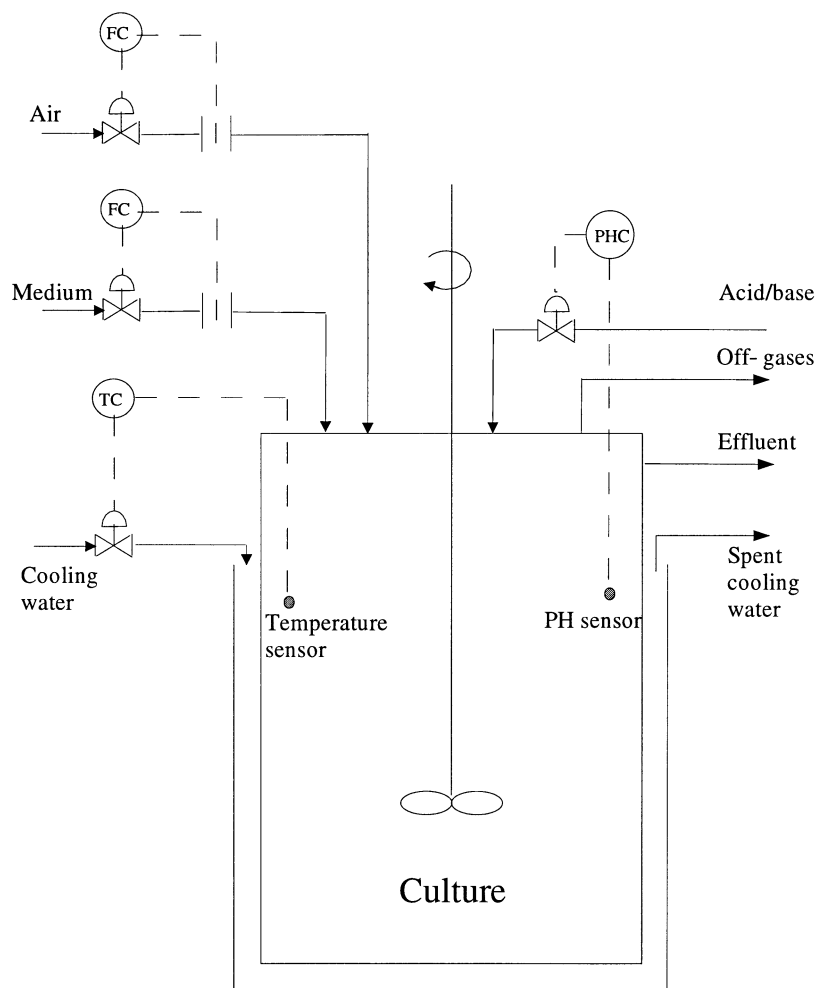 FC
Air
FC
Medium
PHC
Acid/base
Off- gases
TC
Effluent
Cooling
water
Spent
cooling
water
Temperature
sensor
PH sensor
Culture